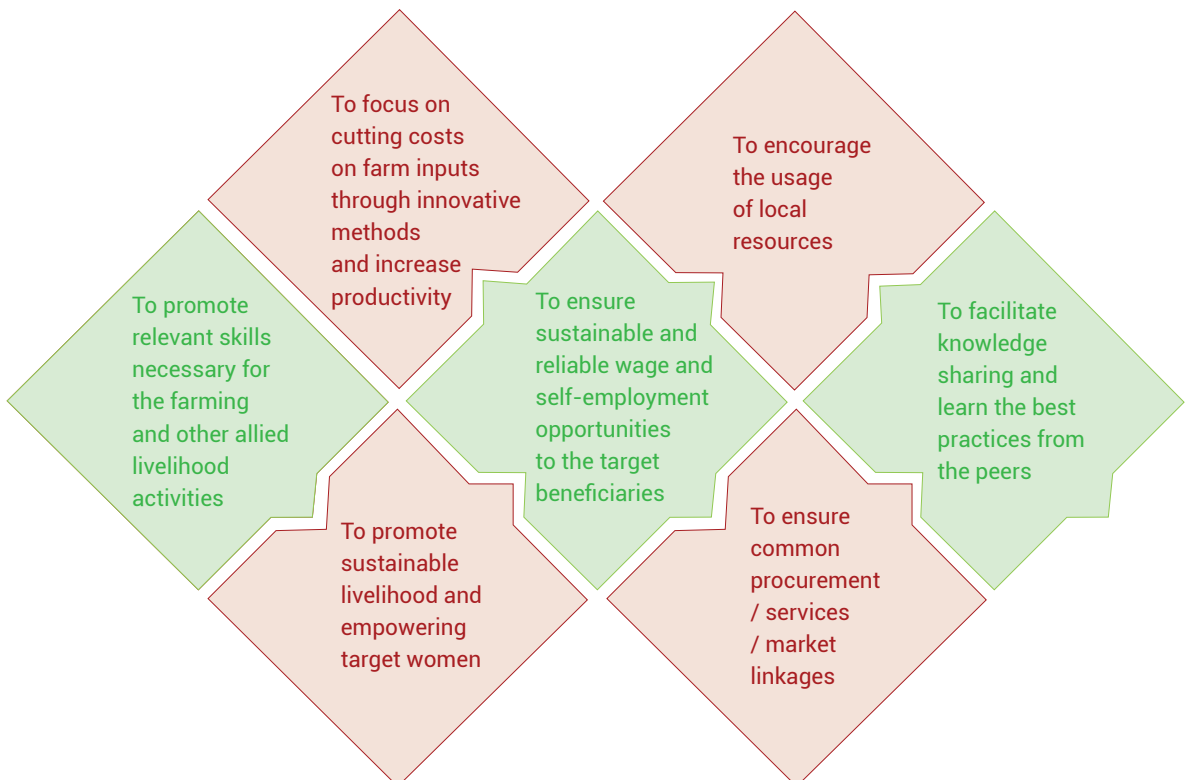 To focus on
cutting costs
on farm inputs
through innovative
methods
and increase
productivity
To encourage
the usage
of local
resources
To promote
relevant skills
necessary for
the farming
and other allied
livelihood
activities
To ensure
sustainable and
reliable wage and
self-employment
opportunities
to the target
beneficiaries
To facilitate
knowledge
sharing and
learn the best
practices from
the peers
To promote
sustainable
livelihood and
empowering
target women
To ensure
common
procurement
/ services
/ market
linkages